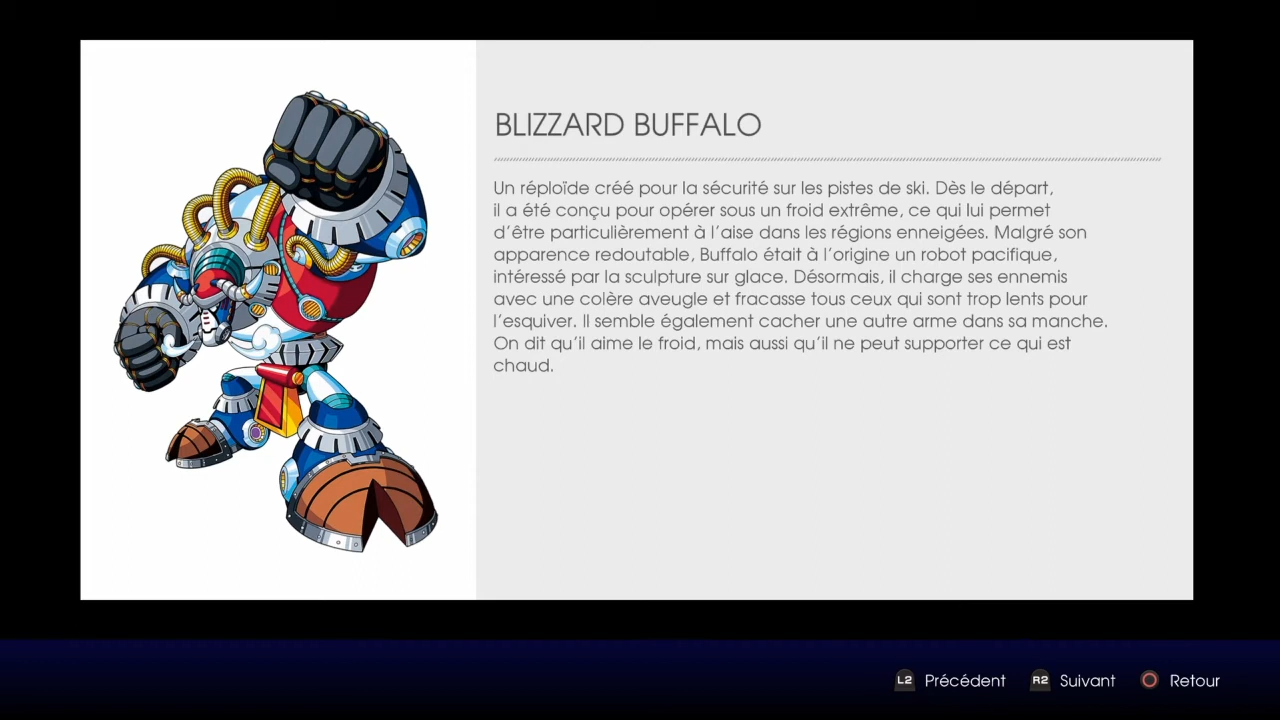 BLIZZARD BUFFALO
Un réploïde créé pour la sécurité sur les pistes de ski. Dès le départ,
il a été conçu pour opérer sous un froid extrême, ce qui lui permet
d'être particulièrement à l'aise dans les régions enneigées. Malgré son
apparence redoutable, Buffalo était à l'origine un robot pacifique,
intéressé par la sculpture sur glace. Désormais, il charge ses ennemis
avec une colère aveugle et fracasse tous ceux qui sont trop lents pour
l'esquiver. Il semble également cacher une autre arme dans sa manche.
On dit qu'il aime le froid, mais aussi qu'il ne peut supporter ce qui est
chaud.
L2 Précédent R2 Suivant Retour